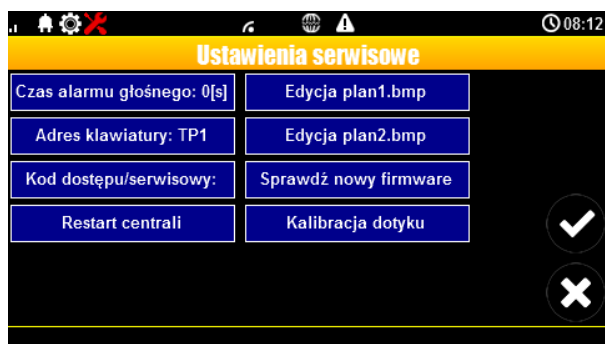 08:12
Ustawienia serwisowe
Czas alarmu głośnego: 0[s]
Edycja plan1.bmp
Adres klawiatury: TP1
Edycja plan2.bmp
Kod dostępu/serwisowy:
Sprawdź nowy firmware
Restart centrali
Kalibracja dotyku